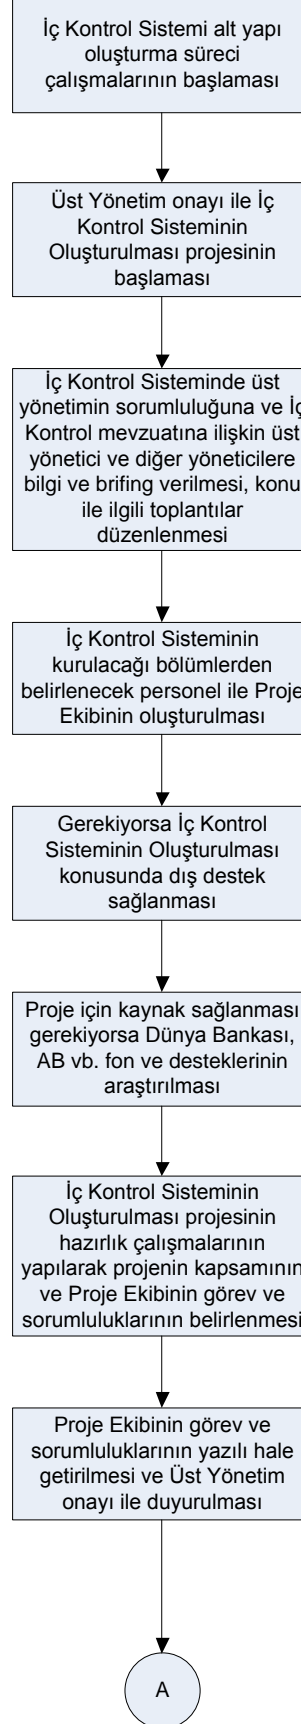 İç Kontrol Sistemi alt yapı
oluşturma süreci
çalışmalarının başlaması
Üst Yönetim onayı ile İç
Kontrol Sisteminin
Oluşturulması projesinin
başlaması
İç Kontrol Sisteminde üst
yönetimin sorumluluğuna ve İç
Kontrol mevzuatına ilişkin üst
yönetici ve diğer yöneticilere
bilgi ve brifing verilmesi, konu
ile ilgili toplantılar
düzenlenmesi
İç Kontrol Sisteminin
kurulacağı bölümlerden
belirlenecek personel ile Proje
Ekibinin oluşturulması
Gerekiyorsa İç Kontrol
Sisteminin Oluşturulması
konusunda dış destek
sağlanması
Proje için kaynak sağlanması
gerekiyorsa Dünya Bankası,
AB vb. fon ve desteklerinin
araştırılması
İç Kontrol Sisteminin
Oluşturulması projesinin
hazırlık çalışmalarının
yapılarak projenin kapsamının
ve Proje Ekibinin görev ve
sorumluluklarının belirlenmesi
Proje Ekibinin görev ve
sorumluluklarının yazılı hale
getirilmesi ve Üst Yönetim
onayı ile duyurulması
A